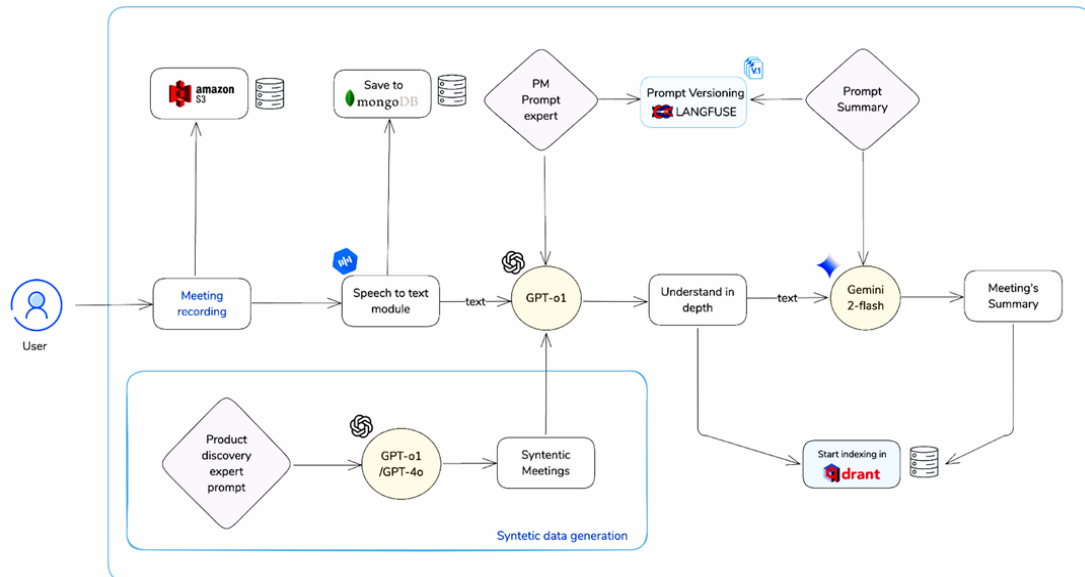 amazon
S3
Save to
mongoDB
PM
Prompt
expert
V.1
Prompt Versioning
LANGFUSE
Prompt
Summary
User
Meeting
recording
Speech to text
module
text
GPT-o1
Understand in
depth
text
Gemini
2-flash
Meeting's
Summary
Product
discovery
expert
prompt
GPT-o1
/GPT-4o
Syntentic
Meetings
Syntetic data generation
Start indexing in
qdrant